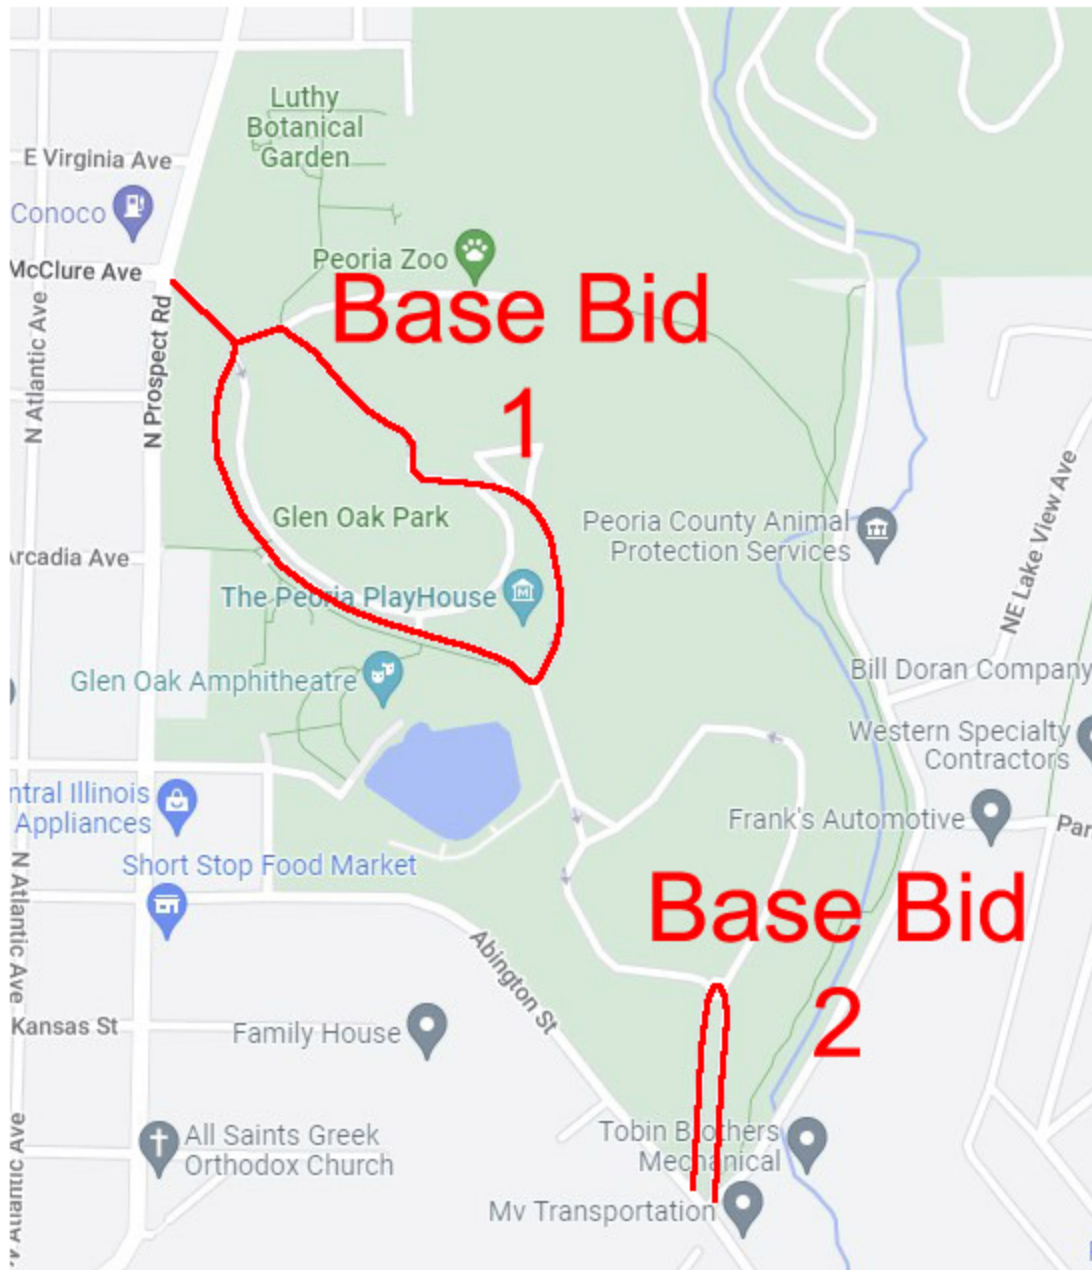 Luthy
Botanical
Garden
E Virginia Ave
Conoco
Peoria Zoo
McClure Ave
Base Bid
1
N Atlantic Ave
N Prospect Rd
Glen Oak Park
Peoria County Animal
Protection Services
NE Lake View Ave
Arcadia Ave
The Peoria PlayHouse
Glen Oak Amphitheatre
Bill Doran Company
Western Specialty
Contractors
ntral Illinois
Appliances
Frank's Automotive
Par
Short Stop Food Market
N Atlantic Ave
Base Bid
2
Abington St
Kansas St
Family House
All Saints Greek
Orthodox Church
Tobin Brothers
Mechanical
N Atlantic Ave
Mv Transportation